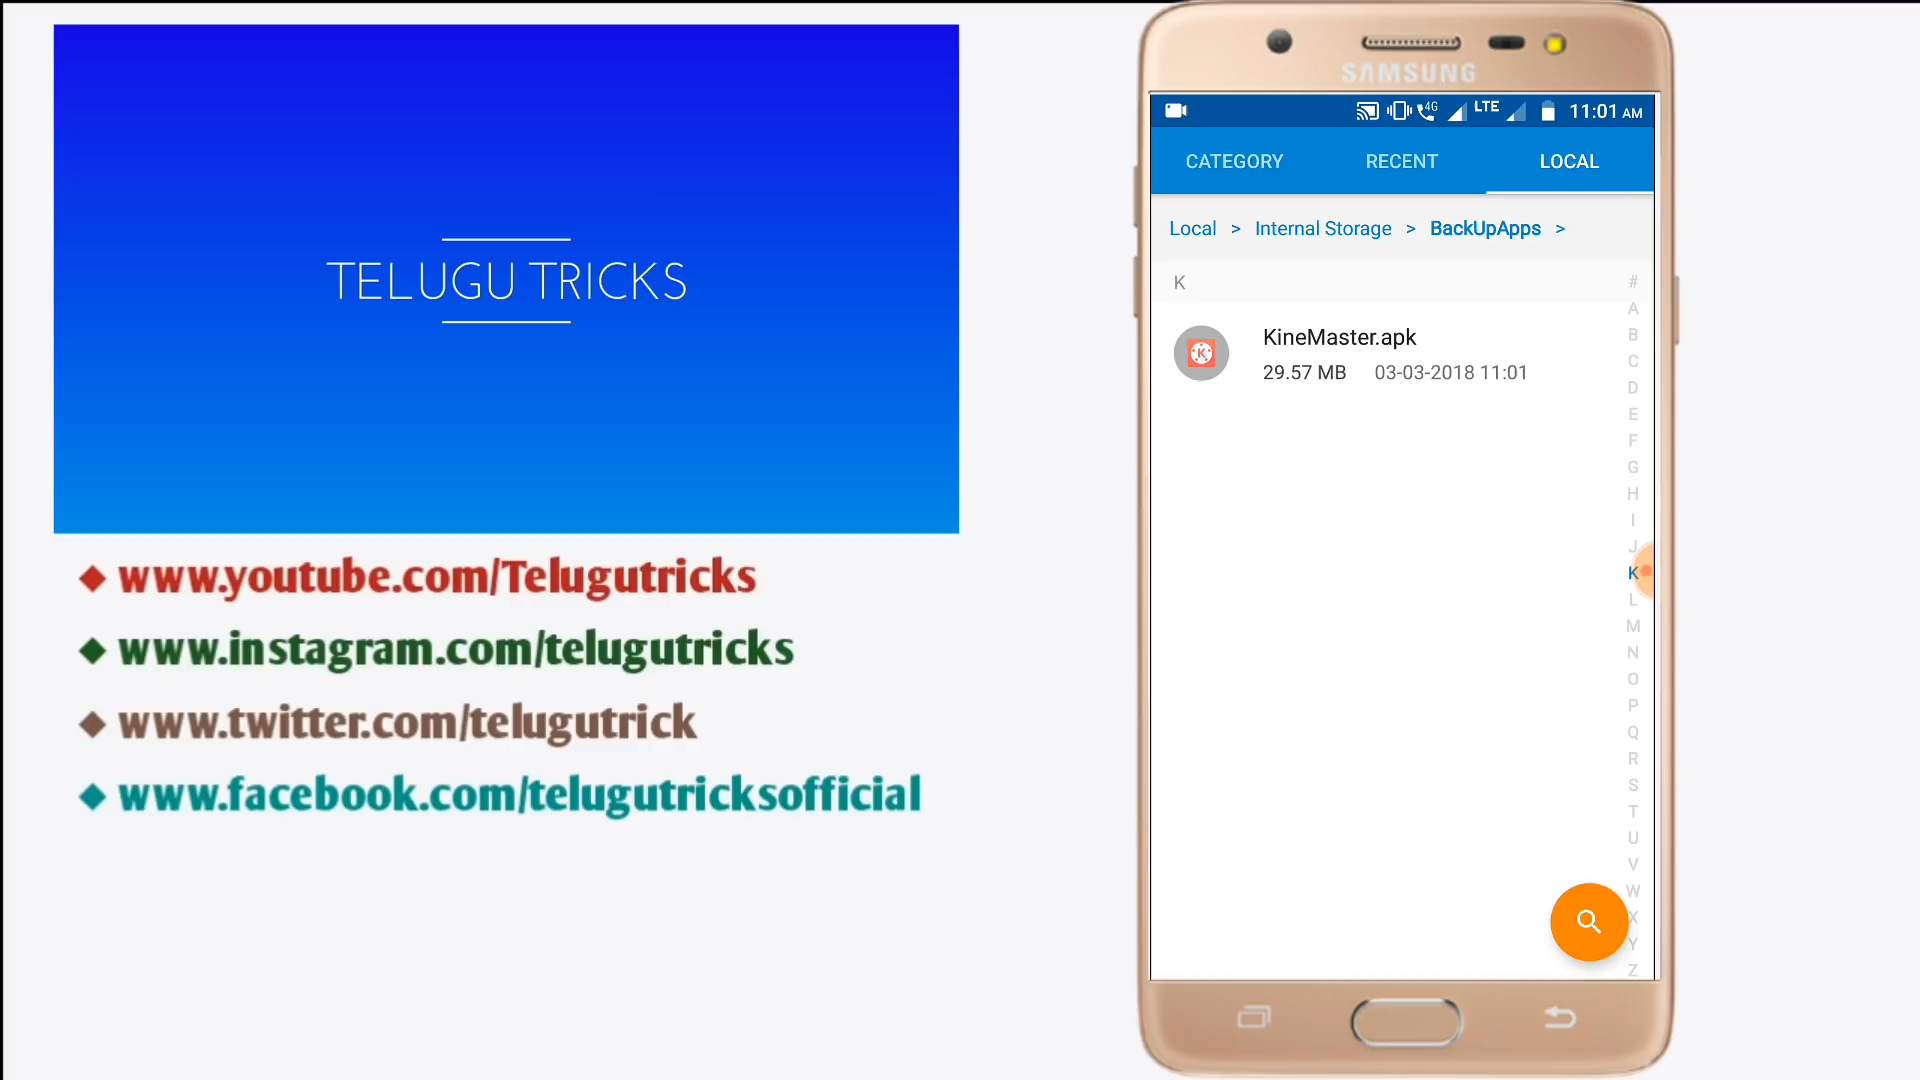 TELUGU TRICKS
◆ www.youtube.com/Telugutricks
◆ www.instagram.com/telugutricks
◆ www.twitter.com/telugutrick
◆ www.facebook.com/telugutricksofficial
SAMSUNG
4G LTE 11:01 AM
CATEGORY RECENT LOCAL
Local > Internal Storage > BackUpApps >
K
KineMaster.apk
29.57 MB 03-03-2018 11:01
#
A
B
C
D
E
F
G
H
I
J
K
L
M
N
O
P
Q
R
S
T
U
V
W
X
Y
Z